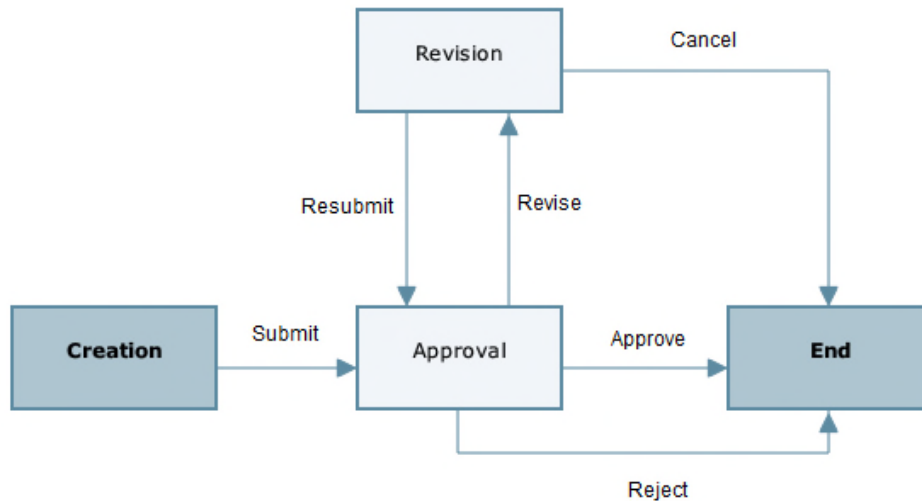 Revision
Cancel
Resubmit
Revise
Creation
Submit
Approval
Approve
End
Reject